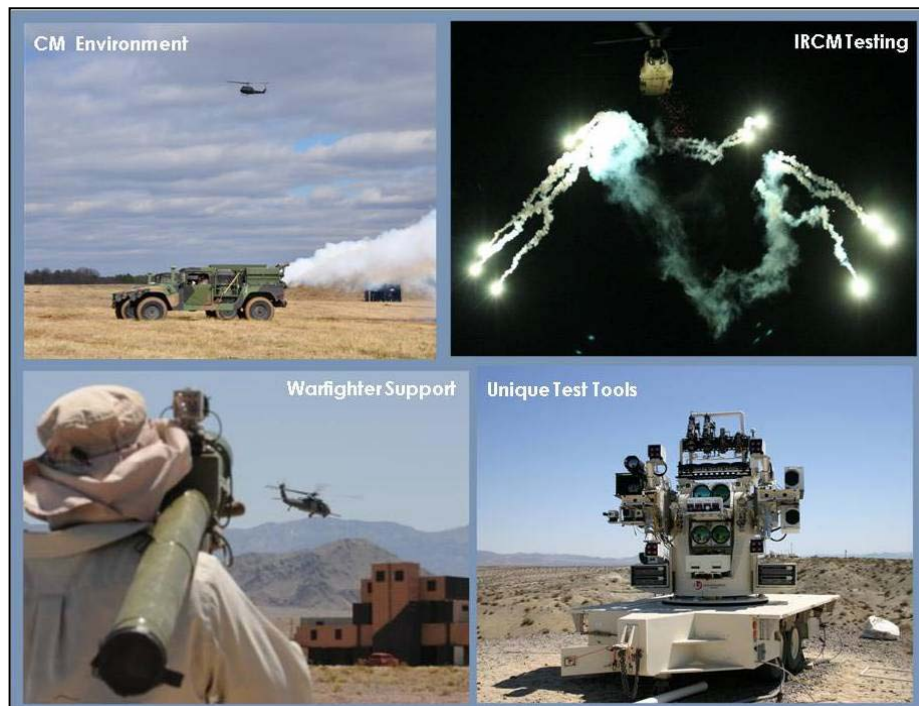 CM Environment
IRCM Testing
Warfighter Support
Unique Test Tools